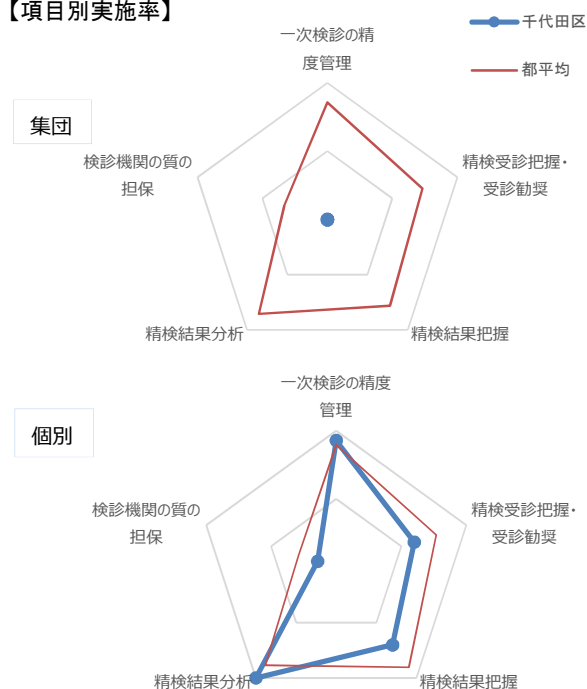 【項目別実施率】
千代田区
都平均
集団
一次検診の精
度管理
精検受診把握・
受診勧奨
精検結果把握
精検結果分析
検診機関の質の
担保
個別
一次検診の精度
管理
精検受診把握・
受診勧奨
精検結果把握
精検結果分析
検診機関の質の
担保